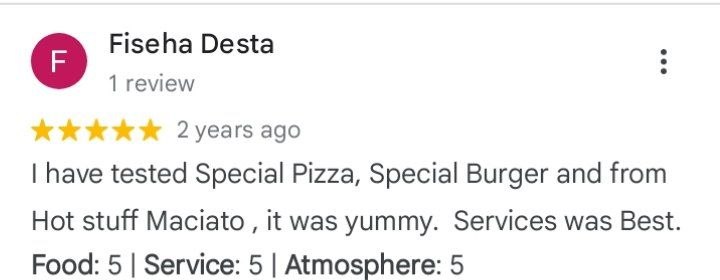 F
Fiseha Desta
1 review
2 years ago
I have tested Special Pizza, Special Burger and from
Hot stuff Maciato , it was yummy.  Services was Best.
Food: 5 | Service: 5 | Atmosphere: 5